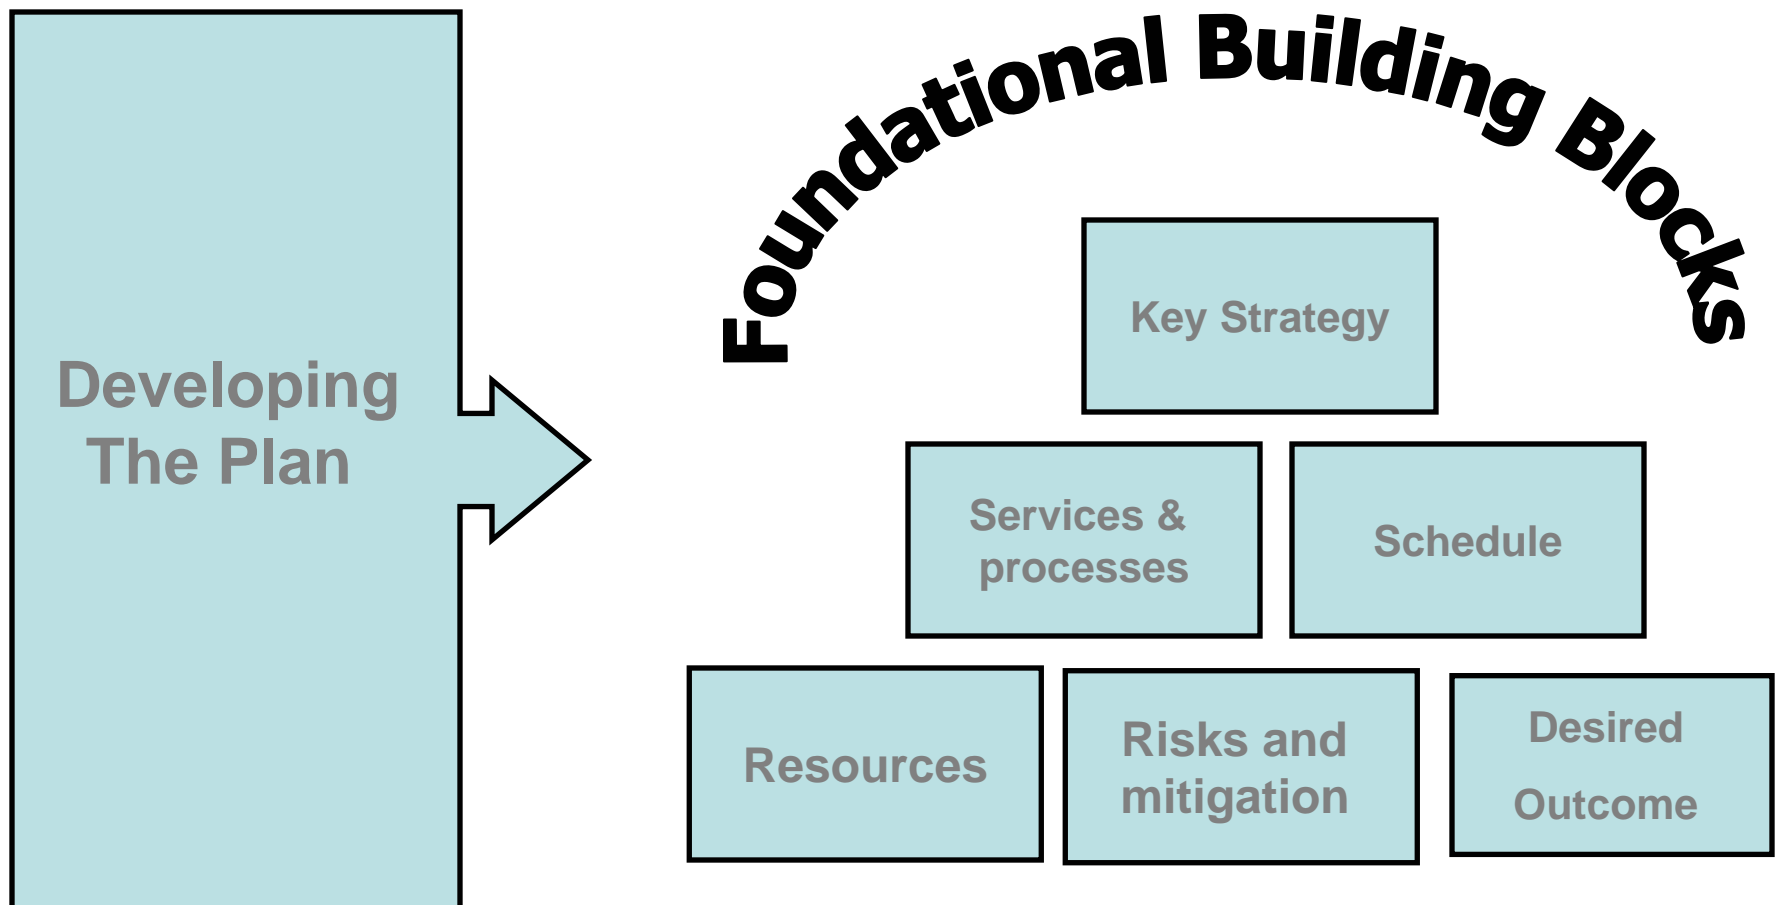 Developing
The Plan
Foundational Building Blocks
Key Strategy
Services &
processes
Schedule
Resources
Risks and
mitigation
Desired
Outcome